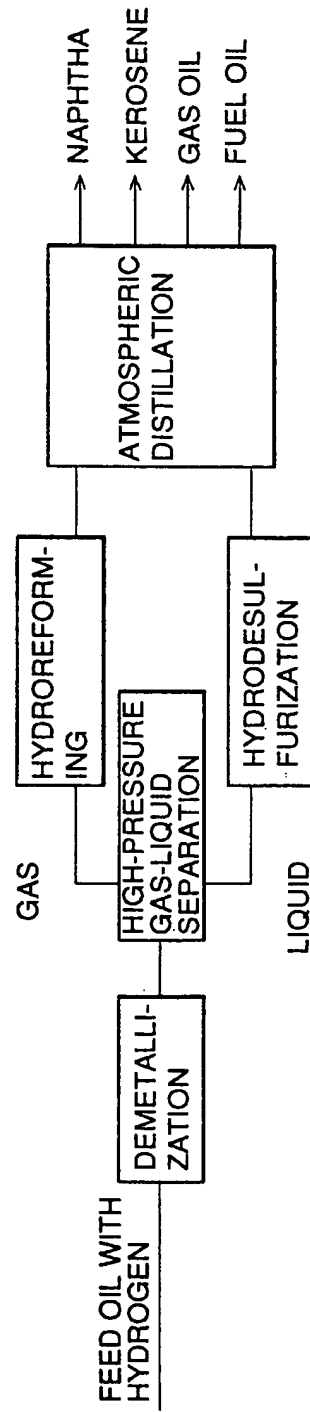 FEED OIL WITH
HYDROGEN
DEMETALLI-
ZATION
GAS
HIGH-PRESSURE
GAS-LIQUID
SEPARATION
LIQUID
HYDROREFORM-
ING
HYDRODESUL-
FURIZATION
ATMOSPHERIC
DISTILLATION
NAPHTHA
KEROSENE
GAS OIL
FUEL OIL